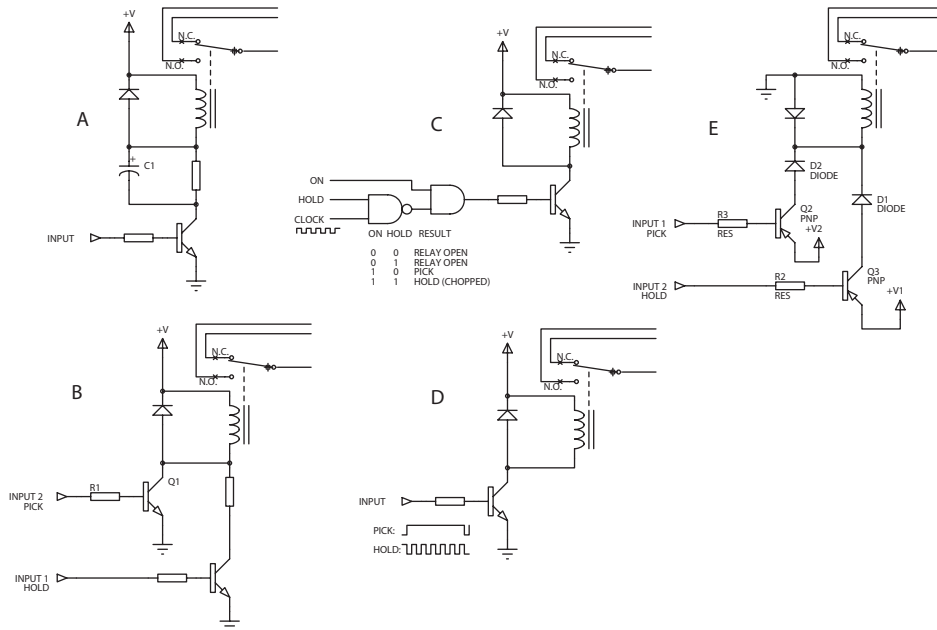 +V
N.C.
N.O.
A
+
C1
INPUT
+V
N.C.
N.O.
C
ON
HOLD
CLOCK
ON HOLD RESULT
0 0 RELAY OPEN
0 1 RELAY OPEN
1 0 PICK
1 1 HOLD (CHOPPED)
N.C.
N.O.
E
D2
DIODE
D1
DIODE
Q2
PNP
+V2
INPUT 1
PICK
R3
RES
Q3
PNP
+V1
INPUT 2
HOLD
R2
RES
+V
N.C.
N.O.
B
INPUT 2
PICK
R1
Q1
INPUT 1
HOLD
+V
N.C.
N.O.
D
INPUT
PICK:
HOLD: